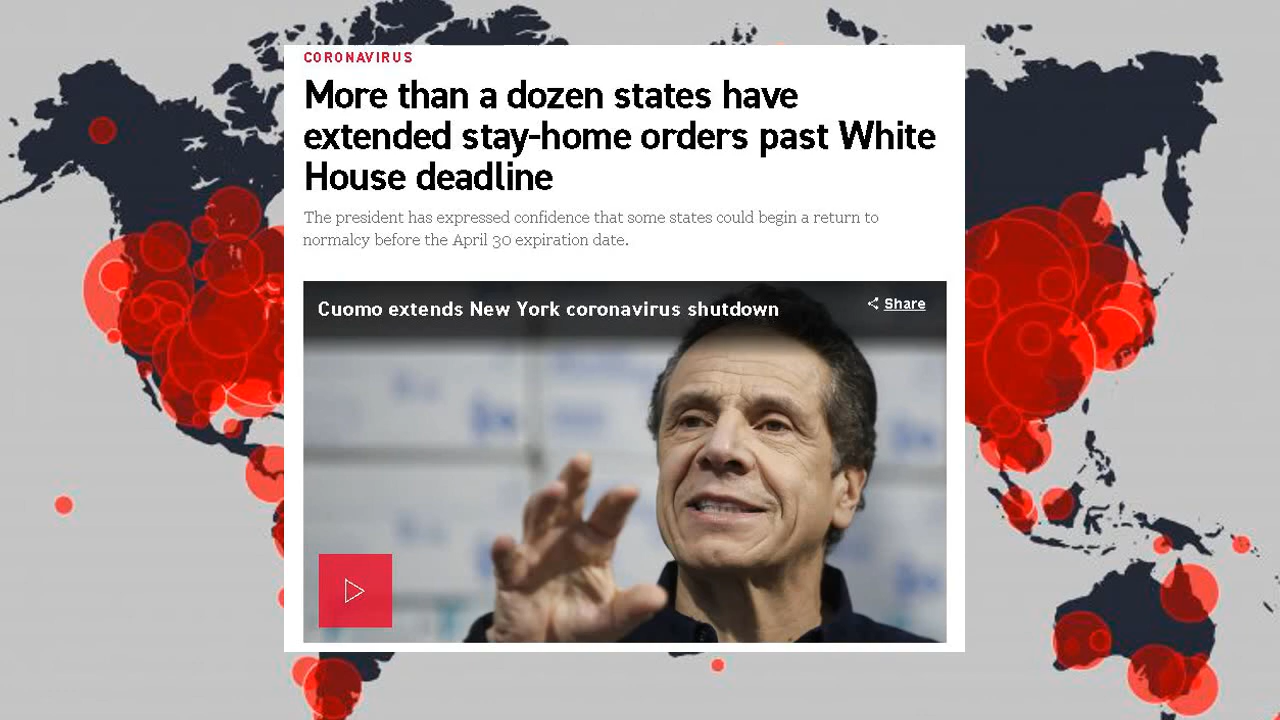 CORONAVIRUS
More than a dozen states have
extended stay-home orders past White
House deadline
The president has expressed confidence that some states could begin a return to
normalcy before the April 30 expiration date.
Cuomo extends New York coronavirus shutdown
Share